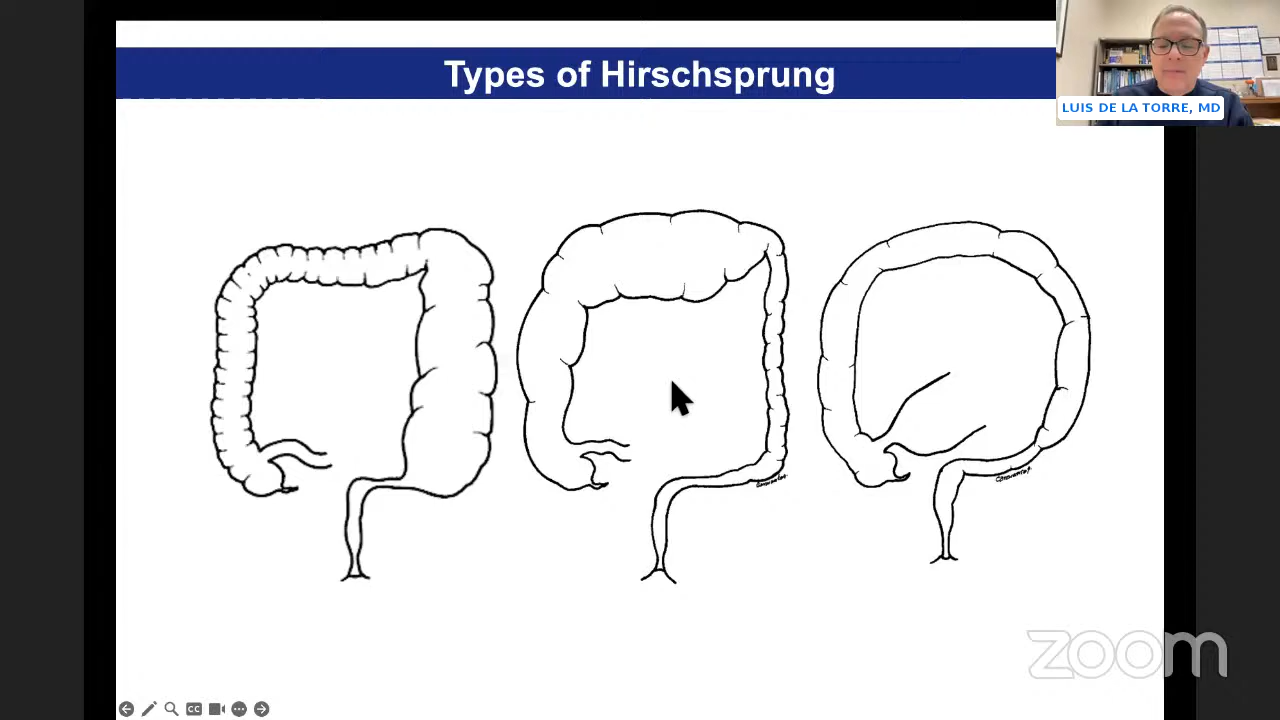 Types of Hirschsprung
LUIS DE LA TORRE, MD
zoom